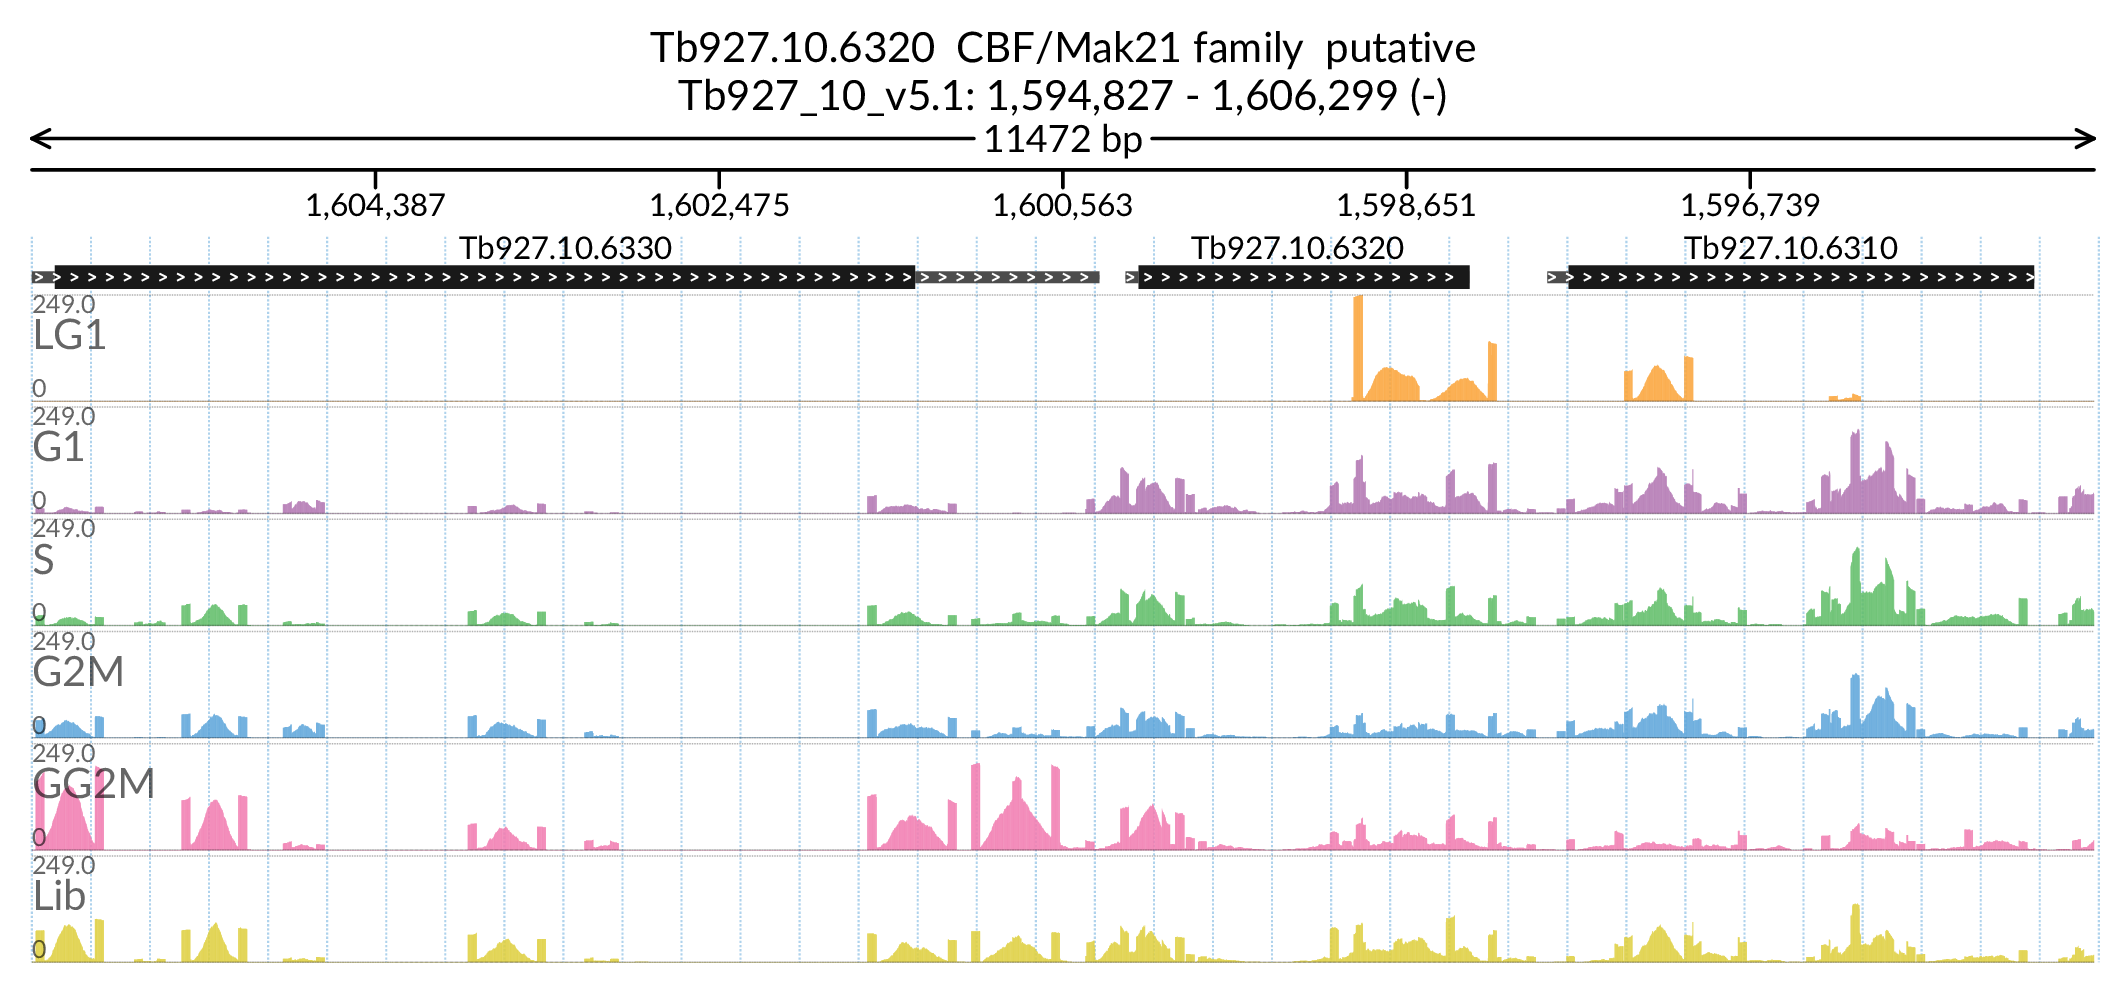 Tb927.10.6320 CBF/Mak21 family putative
Tb927_10_v5.1: 1,594,827 - 1,606,299 (-)
11472 bp
1,604,387 1,602,475 1,600,563 1,598,651 1,596,739
Tb927.10.6330 Tb927.10.6320 Tb927.10.6310
249.0
LG1
0
249.0
G1
0
249.0
S
0
249.0
G2M
0
249.0
GG2M
0
249.0
Lib
0